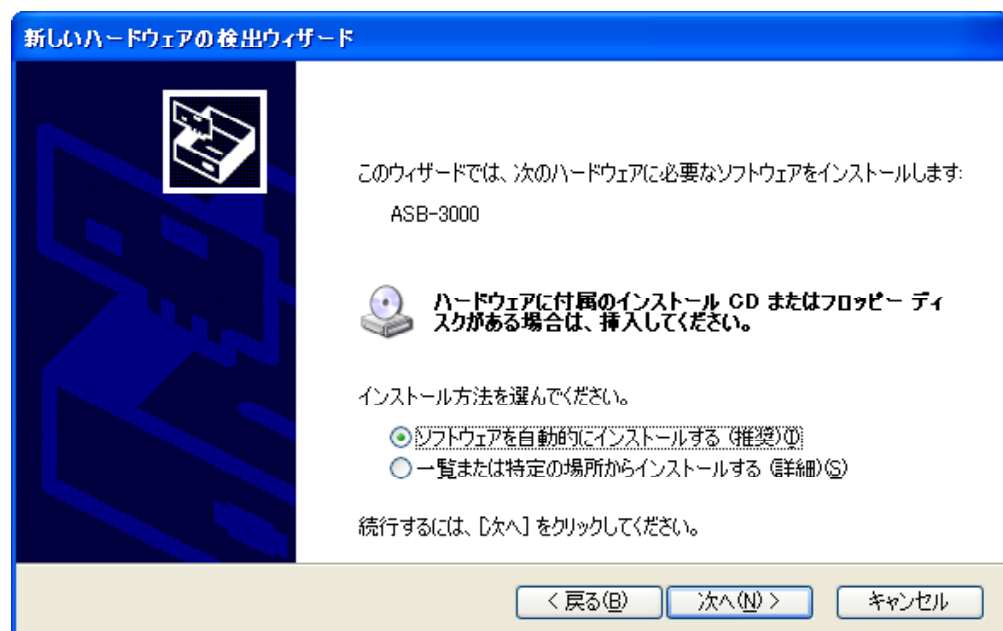 新しいハードウェアの検出ウィザード
このウィザードでは、次のハードウェアに必要なソフトウェアをインストールします:
ASB-3000
ハードウェアに付属のインストール CD またはフロッピー ディ
スクがある場合は、挿入してください。
インストール方法を選んでください。
ソフトウェアを自動的にインストールする (推奨)(I)
一覧または特定の場所からインストールする (詳細)(S)
続行するには、[次へ] をクリックしてください。
< 戻る(B) 次へ(N) > キャンセル